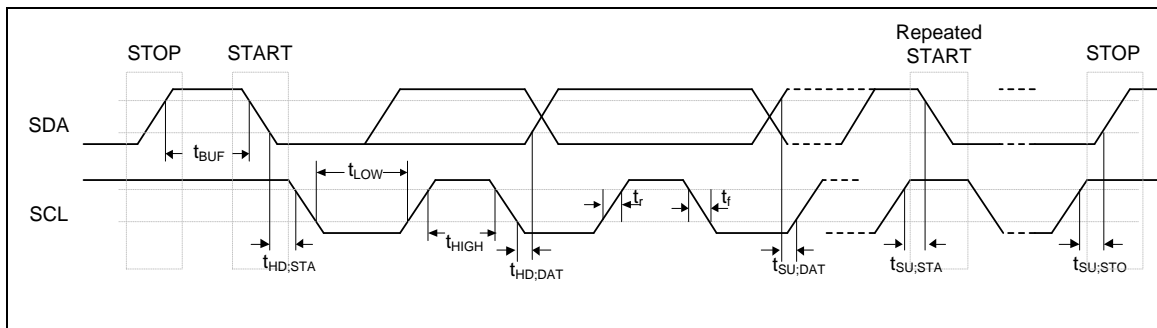 Repeated
STOP
START
START
STOP
SDA
tBUF
tLOW
SCL
tr
tf
tHIGH
tHD;STA
tHD;DAT
tSU;DAT
tSU;STA
tSU;STO